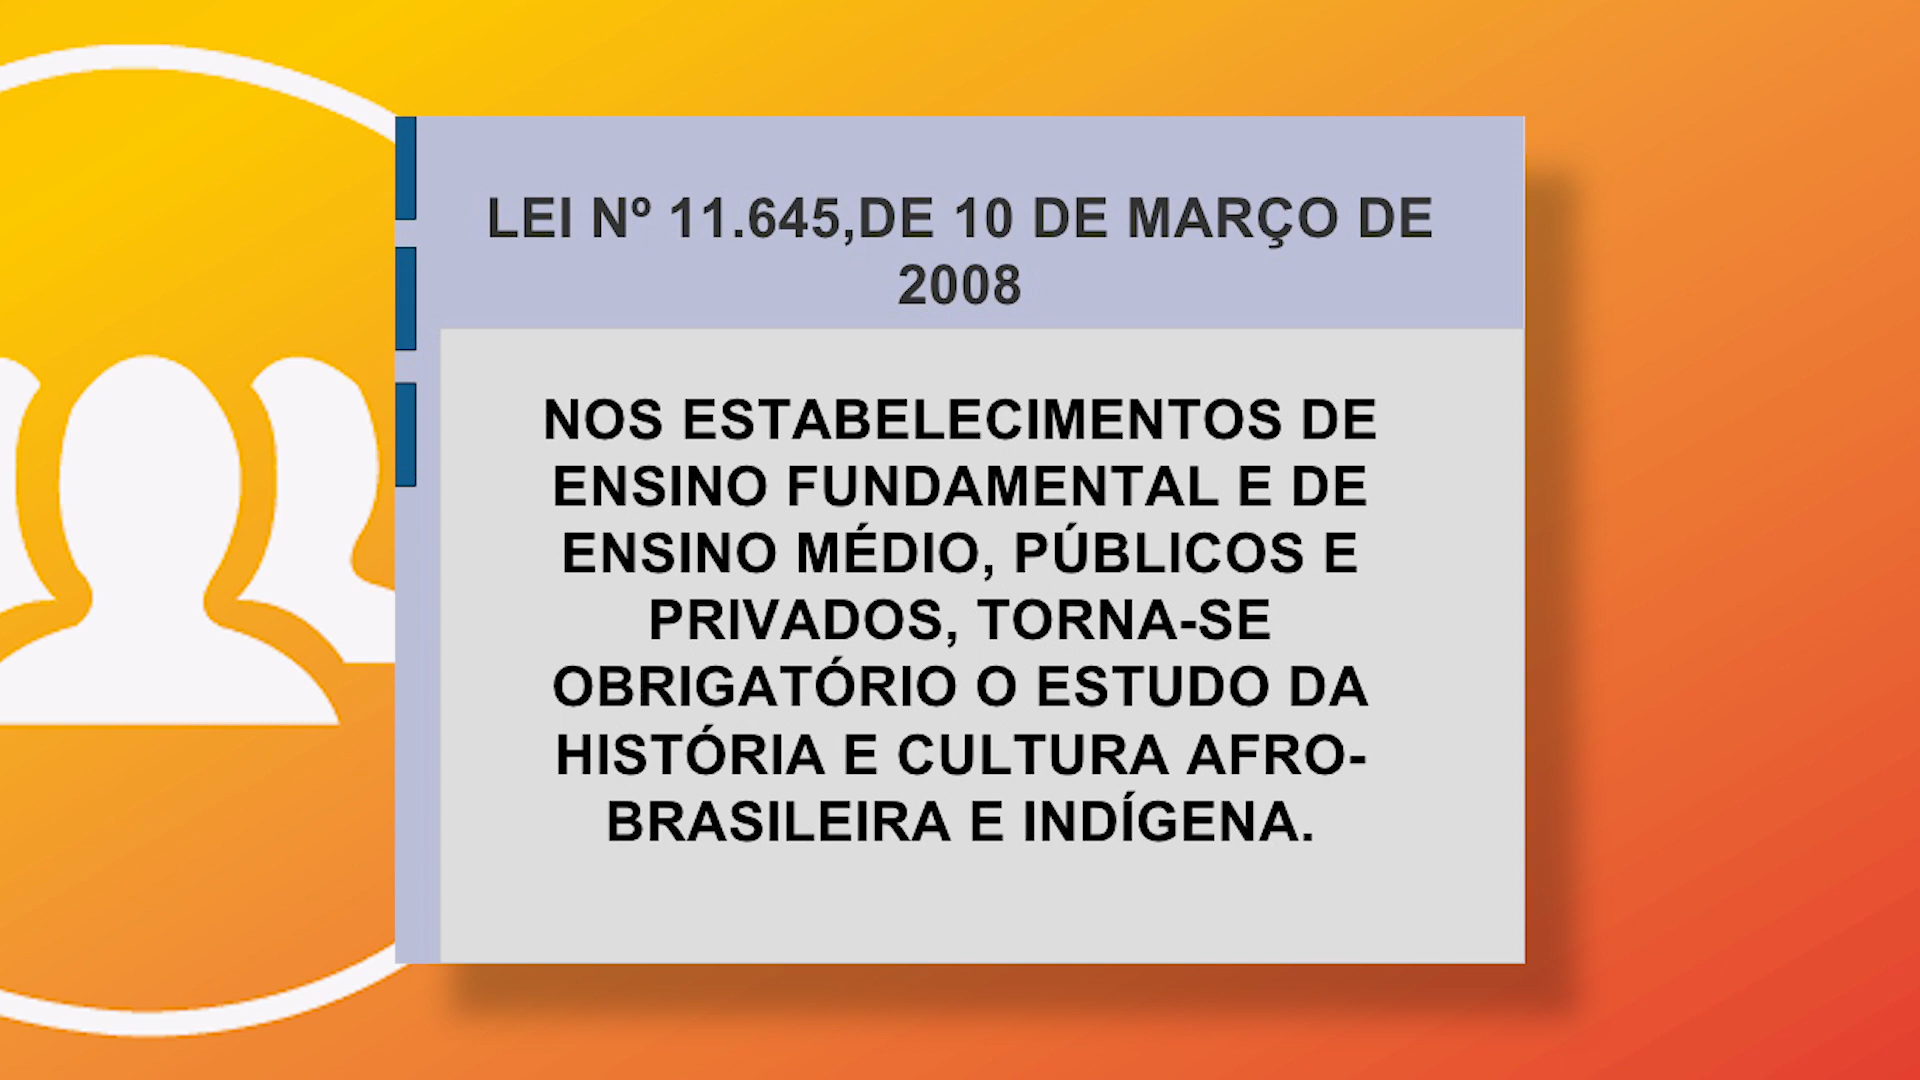 LEI Nº 11.645,DE 10 DE MARÇO DE
2008
NOS ESTABELECIMENTOS DE
ENSINO FUNDAMENTAL E DE
ENSINO MÉDIO, PÚBLICOS E
PRIVADOS, TORNA-SE
OBRIGATÓRIO O ESTUDO DA
HISTÓRIA E CULTURA AFRO-
BRASILEIRA E INDÍGENA.